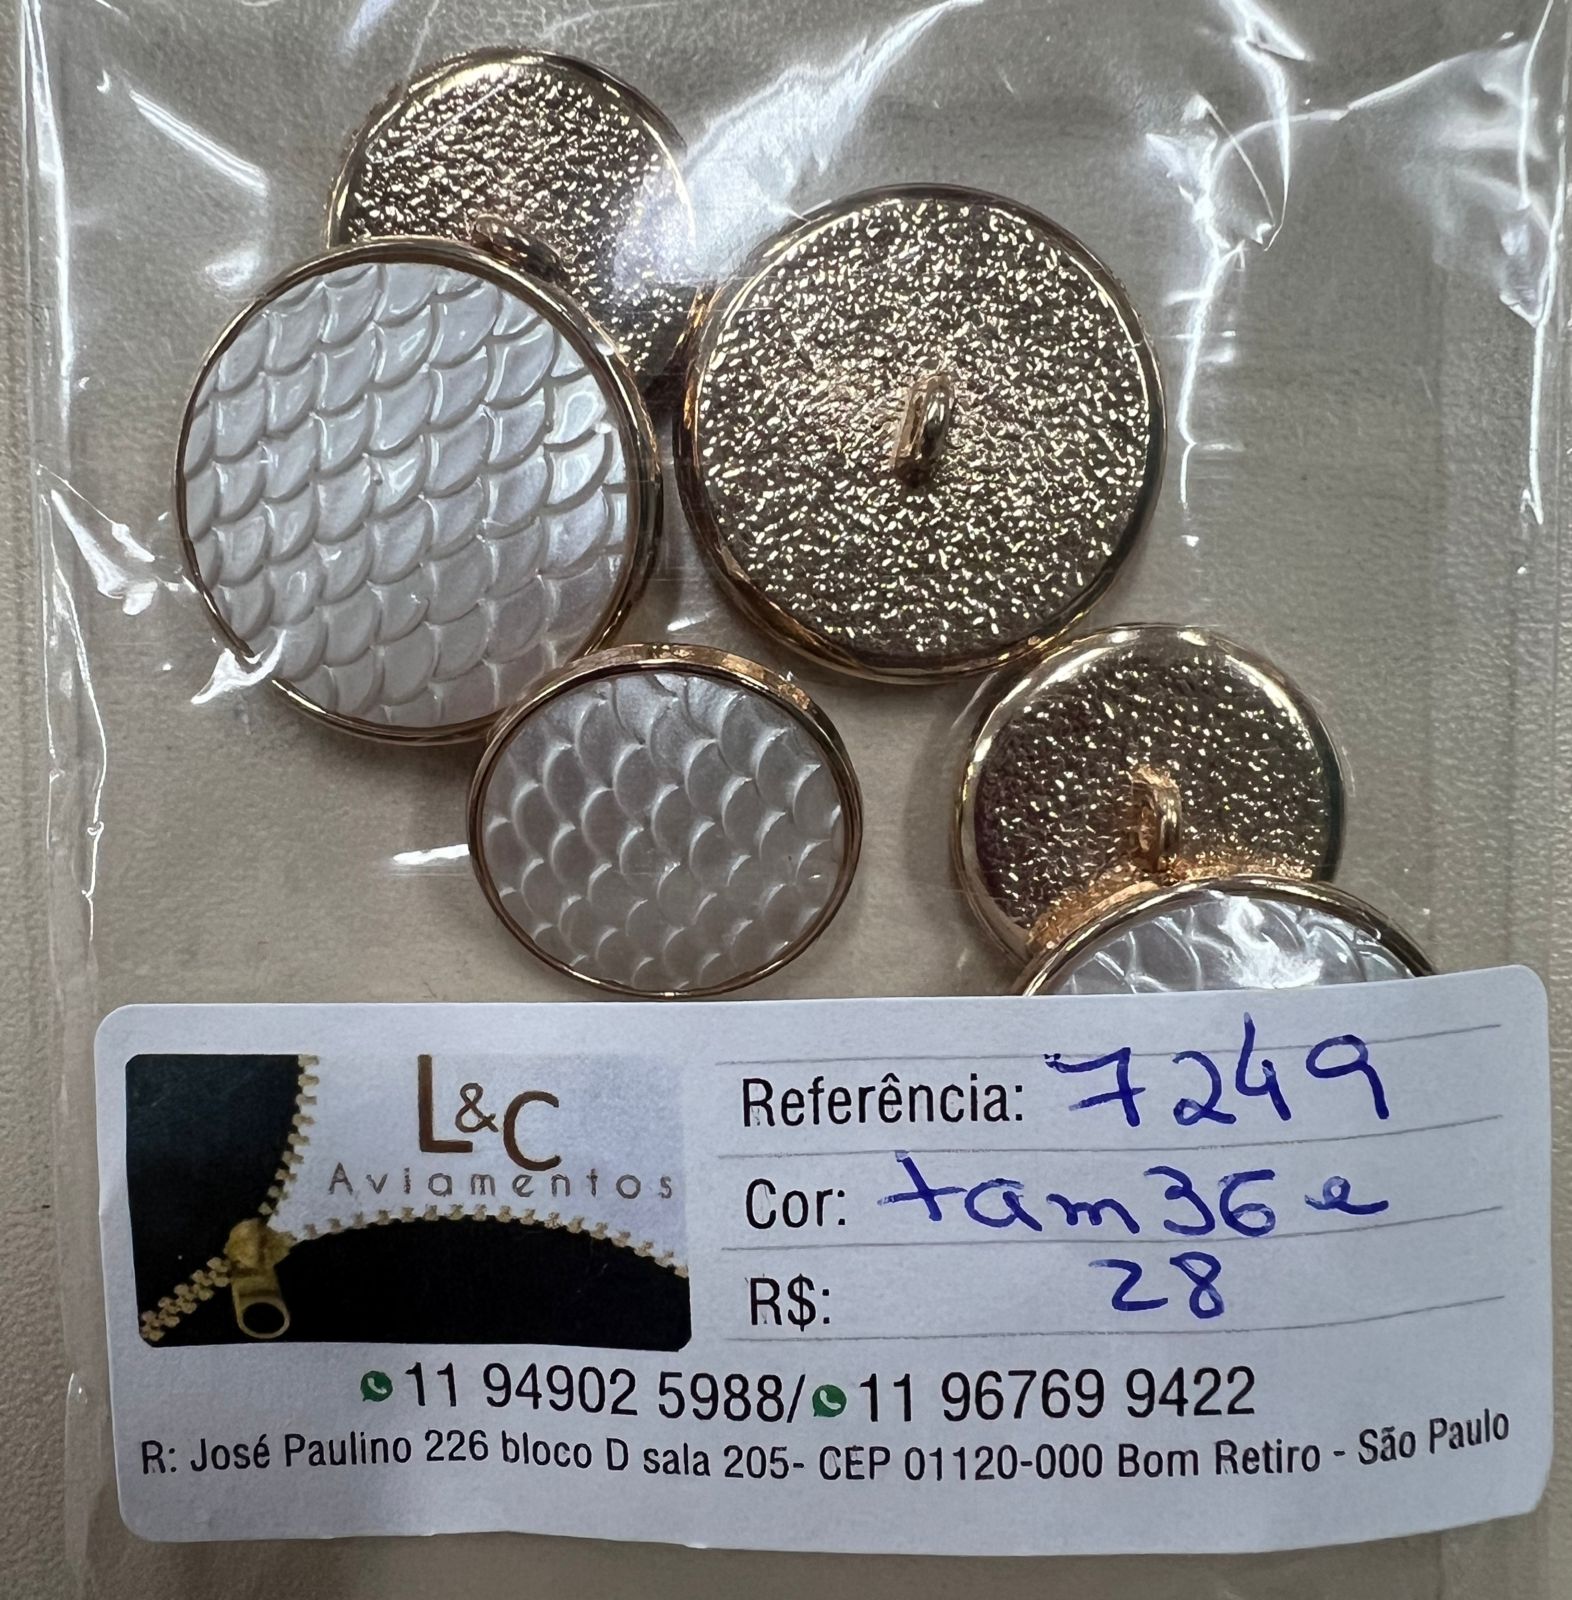 L&C
Aviamentos
Referência: 7249
Cor: tam 36 e
R$: 28
11 94902 5988/ 11 96769 9422
R: José Paulino 226 bloco D sala 205- CEP 01120-000 Bom Retiro - São Paulo